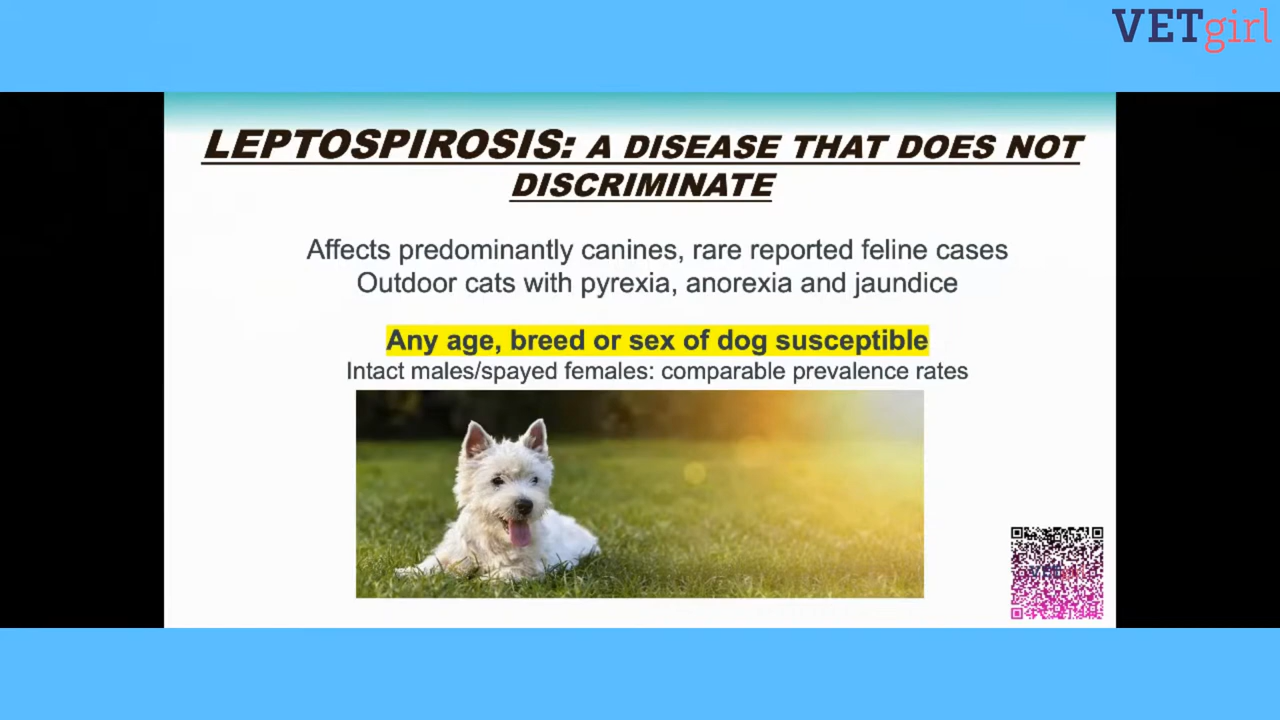 VETgirl
LEPTOSPIROSIS: A DISEASE THAT DOES NOT
DISCRIMINATE
Affects predominantly canines, rare reported feline cases
Outdoor cats with pyrexia, anorexia and jaundice
Any age, breed or sex of dog susceptible
Intact males/spayed females: comparable prevalence rates
VETgirl